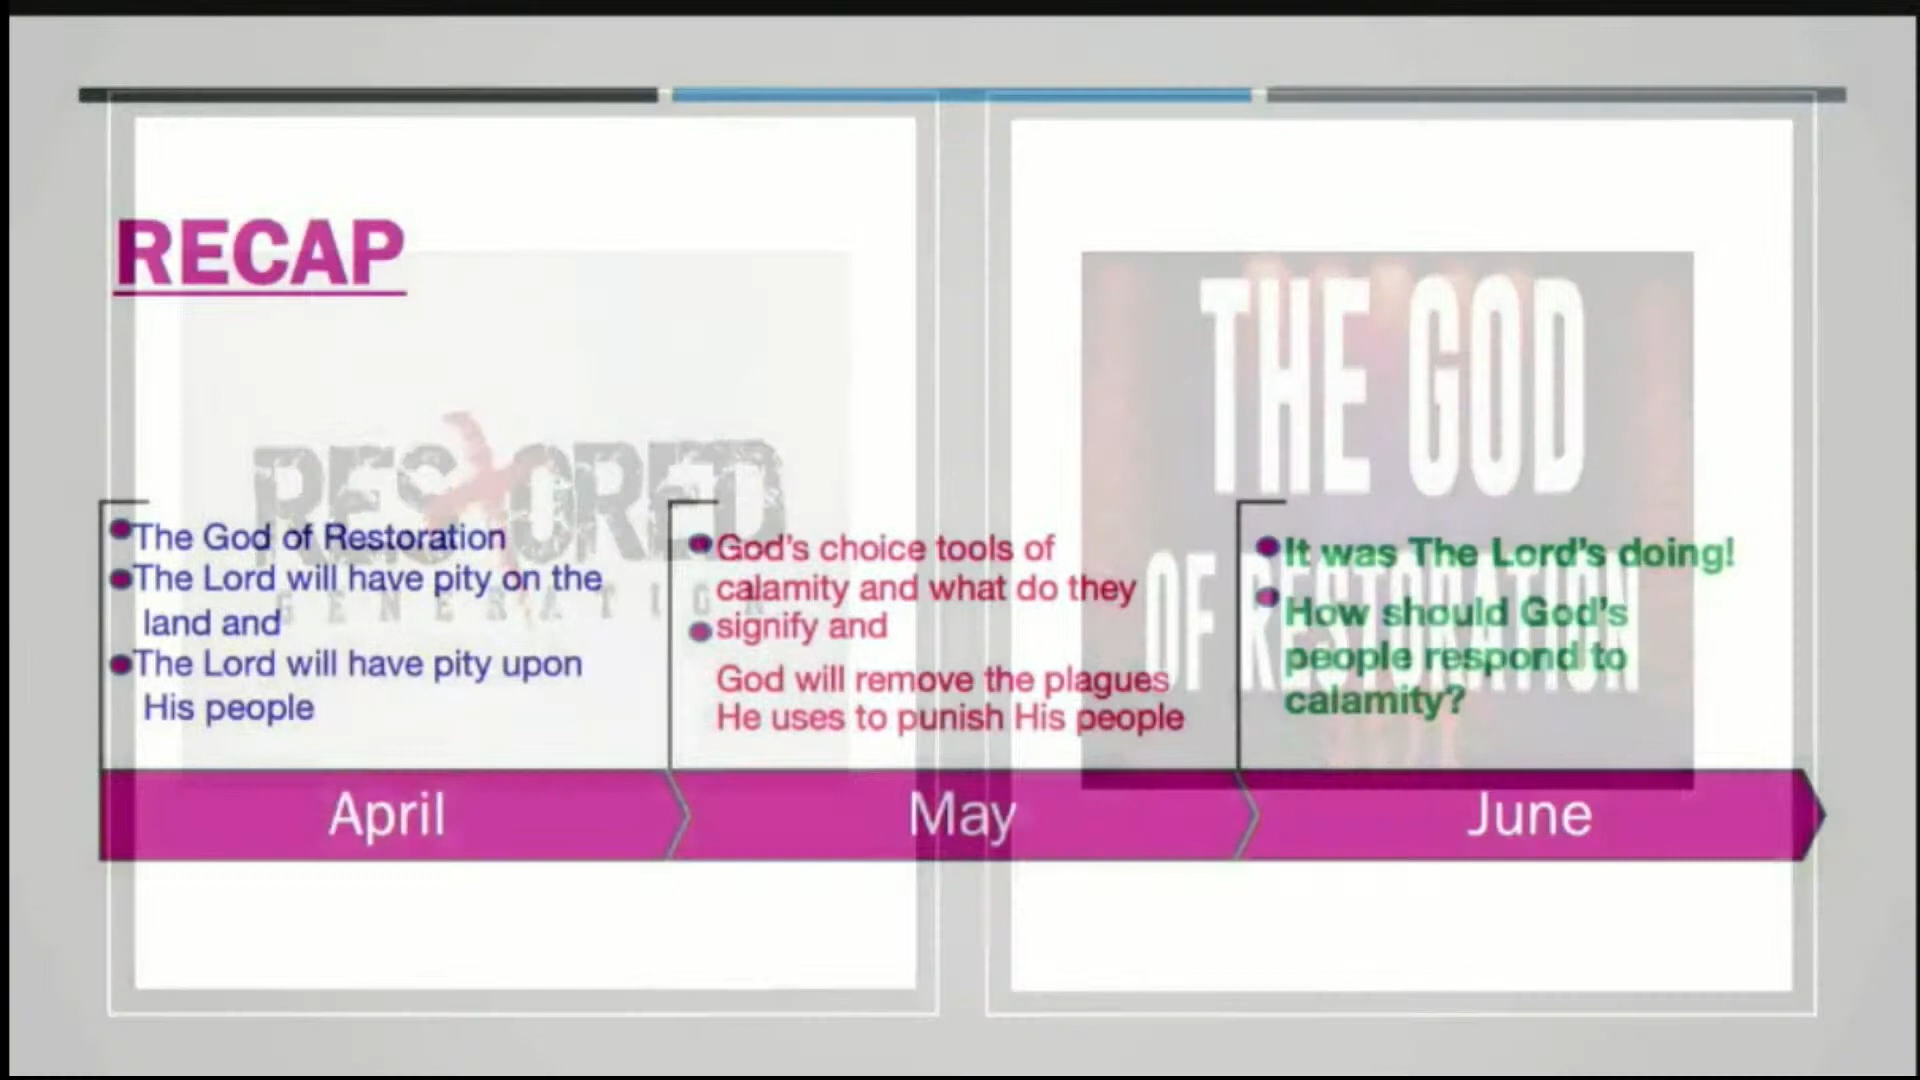 RECAP
THE GOD
OF RESTORATION
RESTORED
GENERATION
The God of Restoration
The Lord will have pity on the
land and
The Lord will have pity upon
His people
God's choice tools of
calamity and what do they
signify and
God will remove the plagues
He uses to punish His people
It was The Lord's doing!
How should God's
people respond to
calamity?
April
May
June